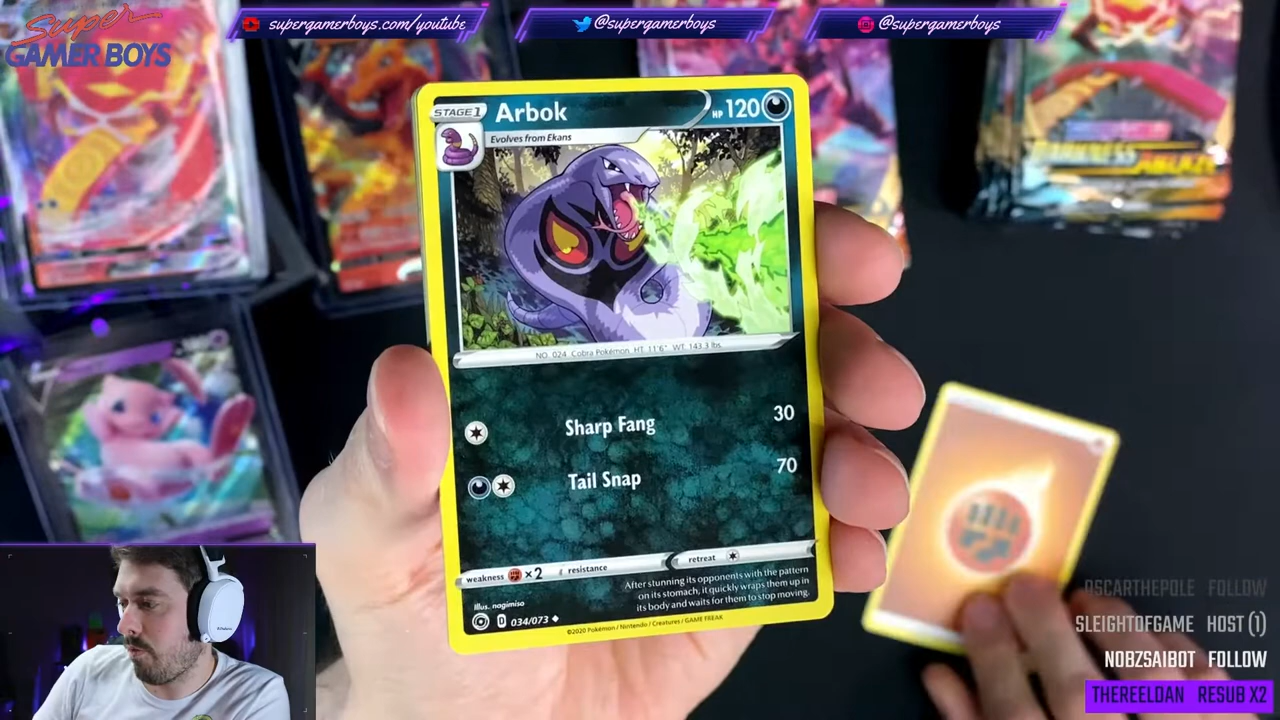 Super
GAMER BOYS
supergamerboys.com/youtube
@supergamerboys
@supergamerboys
STAGE 1
Arbok
HP 120
Evolves from Ekans
NO. 024 Cobra Pokémon HT. 11'6" WT. 143.3 lbs.
Sharp Fang 30
Tail Snap 70
weakness ×2 resistance retreat
After stunning its opponents with the pattern
on its stomach, it quickly wraps them up in
its body and waits for them to stop moving.
Illus. nagimiso
D 034/073
©2020 Pokémon / Nintendo / Creatures / GAME FREAK
DARKNESS
ABLAZE
OSCARTHEPOLE FOLLOW
SLEIGHTOFGAME HOST (1)
NOBZSAIBOT FOLLOW
THEREELDAN RESUB X2